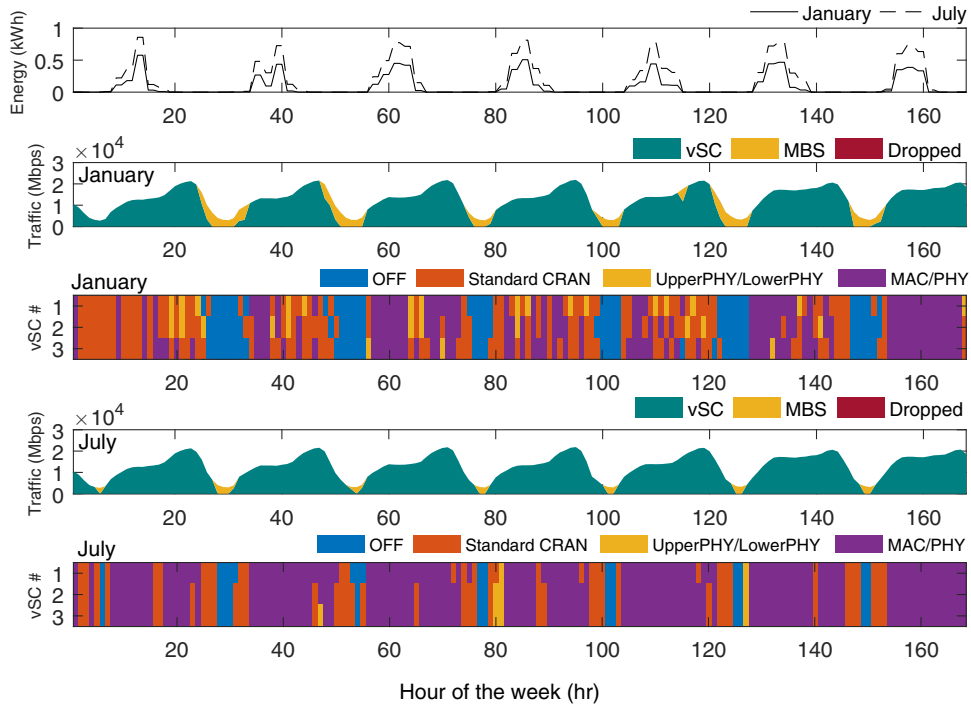 January July
Energy (kWh)
1
0.5
0
20 40 60 80 100 120 140 160
×10⁴
vSC MBS Dropped
January
Traffic (Mbps)
3
2
1
0
20 40 60 80 100 120 140 160
January
OFF Standard CRAN UpperPHY/LowerPHY MAC/PHY
vSC #
1
2
3
20 40 60 80 100 120 140 160
×10⁴
vSC MBS Dropped
July
Traffic (Mbps)
3
2
1
0
20 40 60 80 100 120 140 160
July
OFF Standard CRAN UpperPHY/LowerPHY MAC/PHY
vSC #
1
2
3
20 40 60 80 100 120 140 160
Hour of the week (hr)